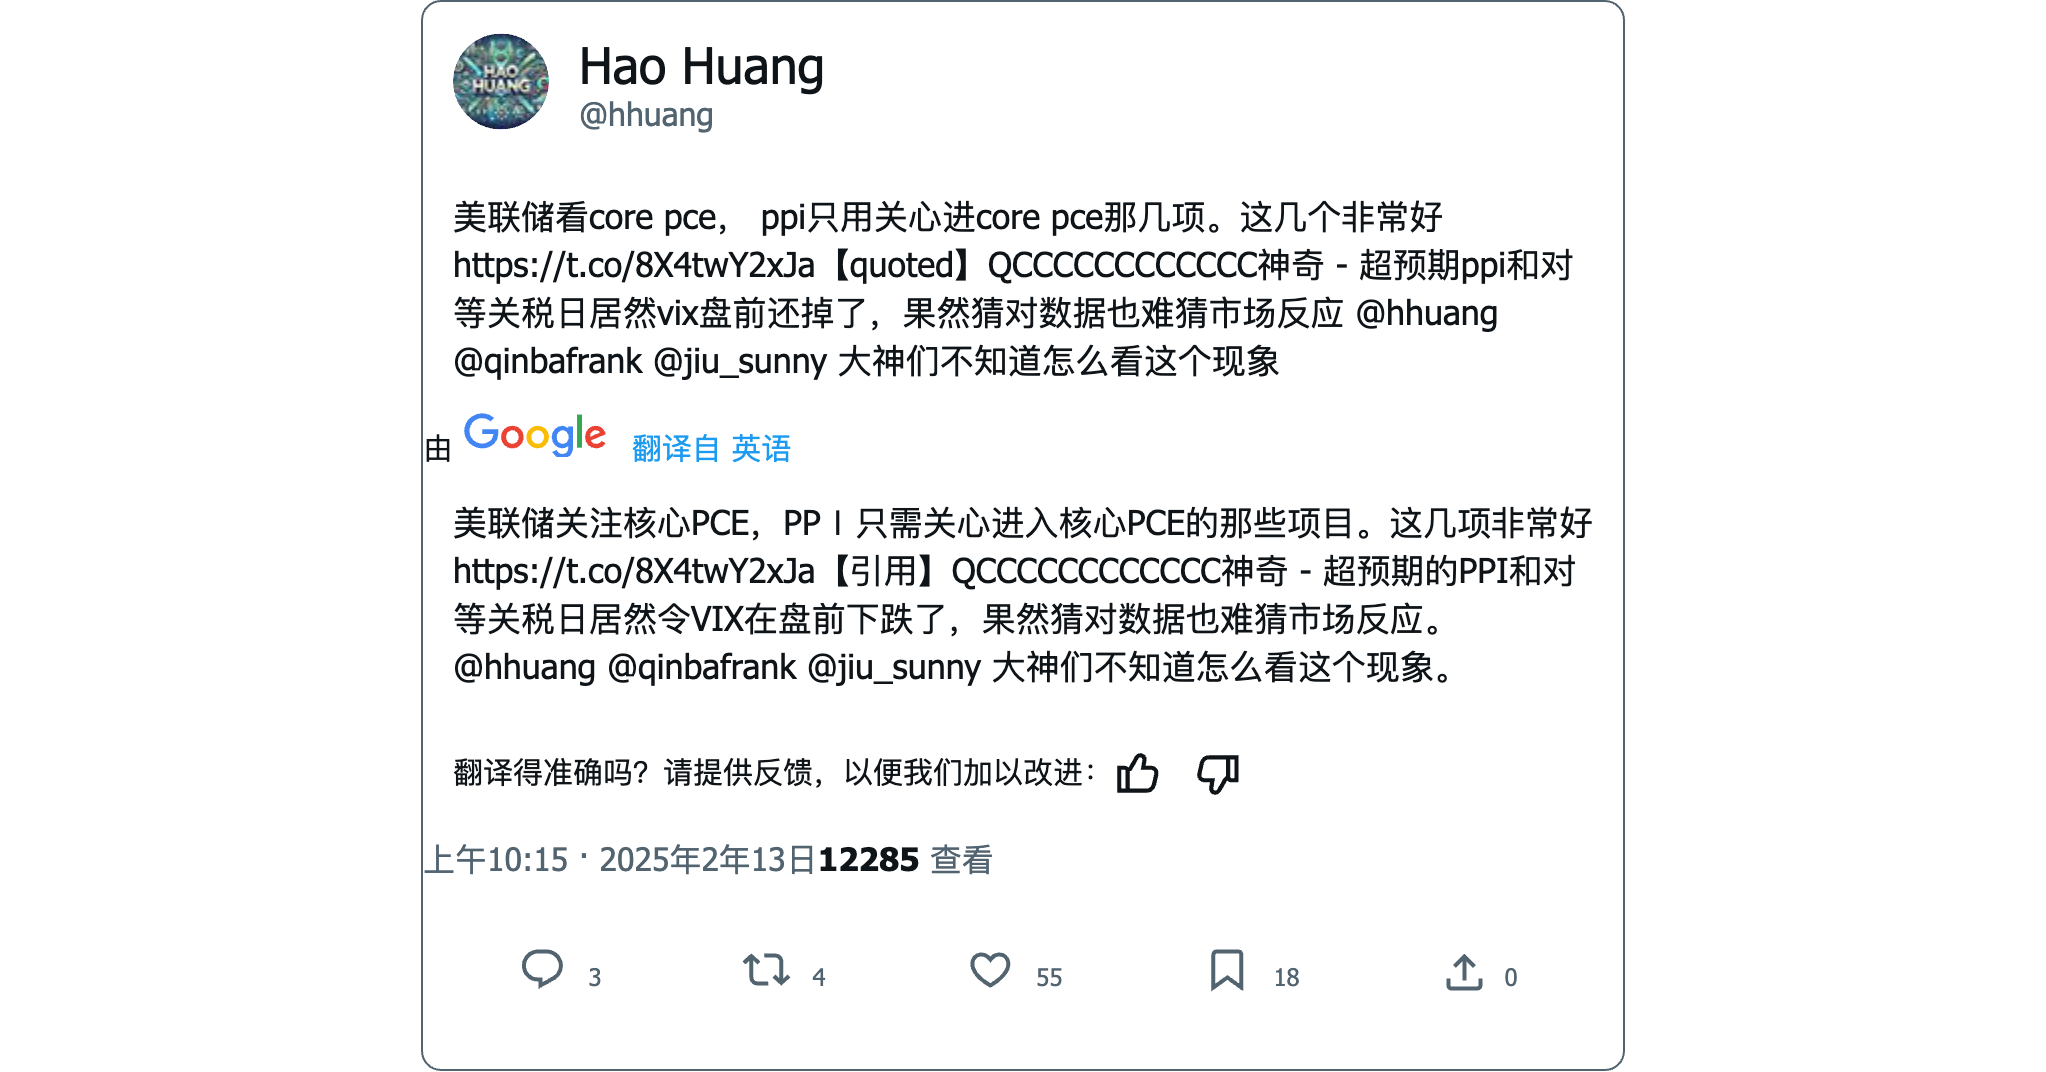 HAO
HUANG
Hao Huang
@hhuang
美联储看core pce， ppi只用关心进core pce那几项。这几个非常好
https://t.co/8X4twY2xJa【quoted】QCCCCCCCCCCCC神奇 - 超预期ppi和对
等关税日居然vix盘前还掉了，果然猜对数据也难猜市场反应 @hhuang
@qinbafrank @jiu_sunny 大神们不知道怎么看这个现象
由 Google 翻译自 英语
美联储关注核心PCE，PPｌ只需关心进入核心PCE的那些项目。这几项非常好
https://t.co/8X4twY2xJa【引用】QCCCCCCCCCCCC神奇 - 超预期的PPI和对
等关税日居然令VIX在盘前下跌了，果然猜对数据也难猜市场反应。
@hhuang @qinbafrank @jiu_sunny 大神们不知道怎么看这个现象。
翻译得准确吗？请提供反馈，以便我们加以改进：
上午10:15 · 2025年2年13日12285 查看
3 4 55 18 0